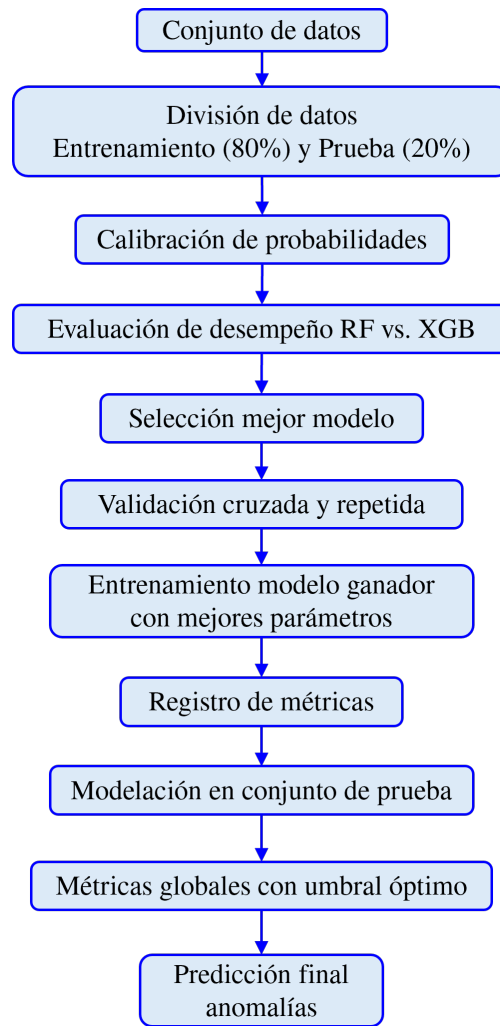 Conjunto de datos
División de datos
Entrenamiento (80%) y Prueba (20%)
Calibración de probabilidades
Evaluación de desempeño RF vs. XGB
Selección mejor modelo
Validación cruzada y repetida
Entrenamiento modelo ganador
con mejores parámetros
Registro de métricas
Modelación en conjunto de prueba
Métricas globales con umbral óptimo
Predicción final
anomalías